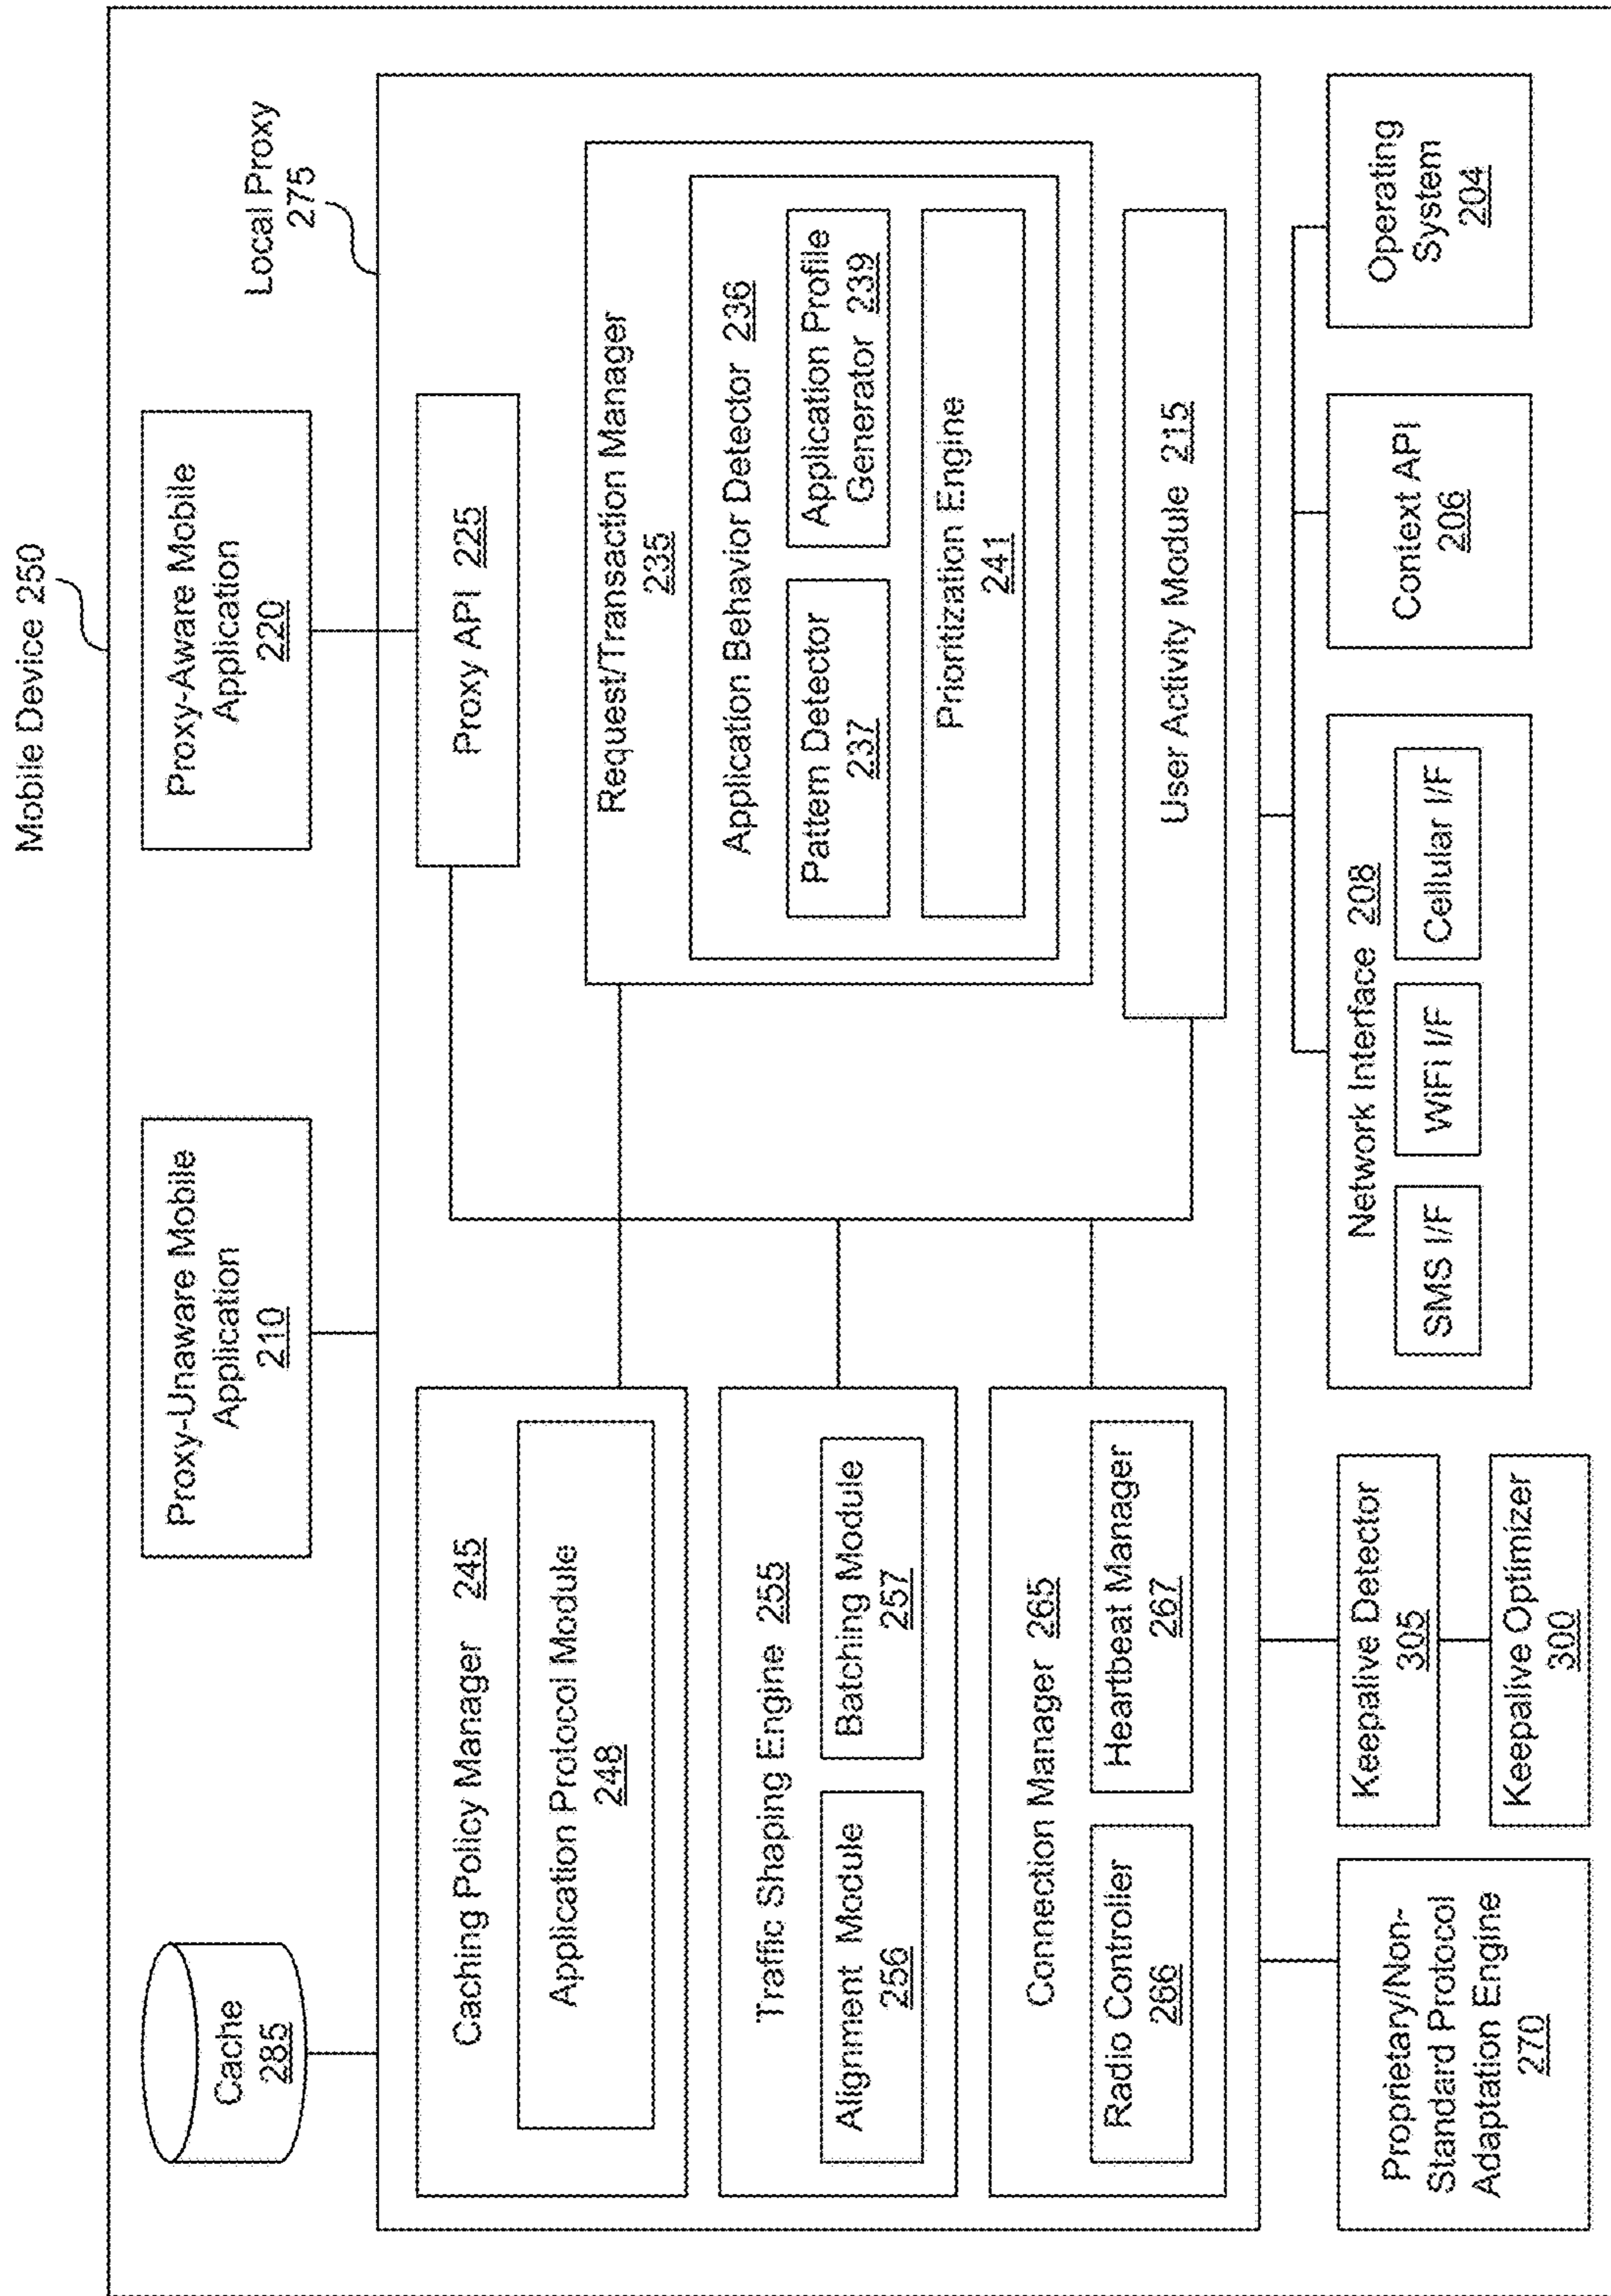 Mobile Device 250
Local Proxy
275
Cache
285
Proxy-Unaware Mobile
Application
210
Proxy-Aware Mobile
Application
220
Caching Policy Manager 245
Application Protocol Module
248
Traffic Shaping Engine 255
Alignment Module
256
Batching Module
257
Connection Manager 265
Radio Controller
266
Heartbeat Manager
267
Proxy API 225
Request/Transaction Manager
235
Application Behavior Detector 236
Pattern Detector
237
Application Profile
Generator 239
Prioritization Engine
241
User Activity Module 215
Proprietary/Non-
Standard Protocol
Adaptation Engine
270
Keepalive Detector
305
Keepalive Optimizer
300
Network Interface 208
SMS I/F
WiFi I/F
Cellular I/F
Context API
206
Operating
System
204